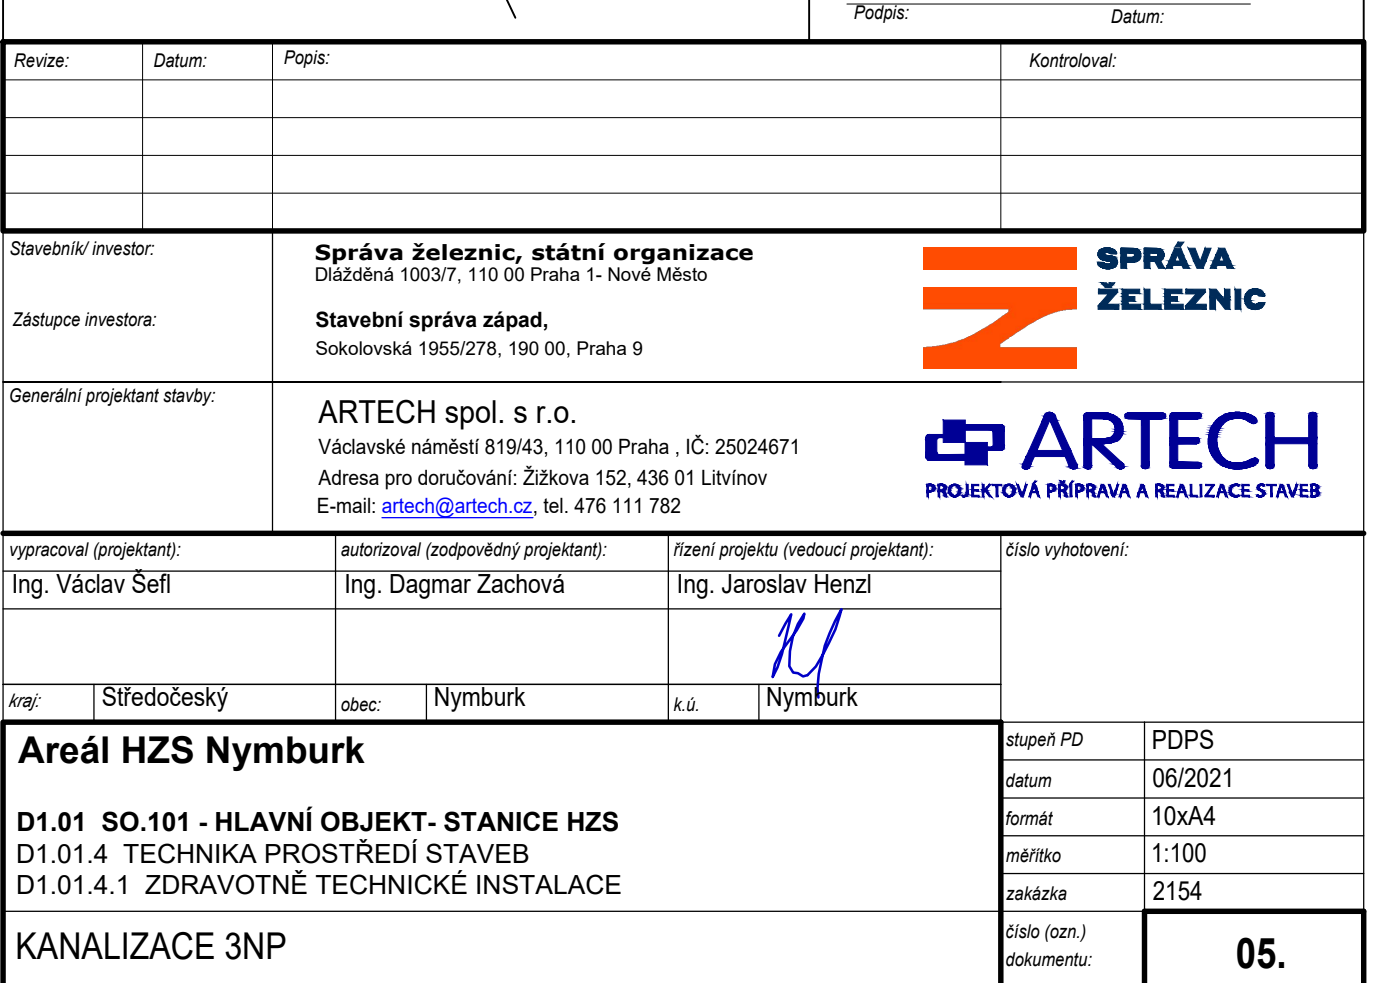 Podpis: Datum:
Revize: Datum: Popis: Kontroloval:
Stavebník/ investor:
Správa železnic, státní organizace
Dlážděná 1003/7, 110 00 Praha 1- Nové Město
SPRÁVA
ŽELEZNIC
Zástupce investora:
Stavební správa západ,
Sokolovská 1955/278, 190 00, Praha 9
Generální projektant stavby:
ARTECH spol. s r.o.
Václavské náměstí 819/43, 110 00 Praha , IČ: 25024671
Adresa pro doručování: Žižkova 152, 436 01 Litvínov
E-mail: artech@artech.cz, tel. 476 111 782
ARTECH
PROJEKTOVÁ PŘÍPRAVA A REALIZACE STAVEB
vypracoval (projektant): autorizoval (zodpovědný projektant): řízení projektu (vedoucí projektant): číslo vyhotovení:
Ing. Václav Šefl Ing. Dagmar Zachová Ing. Jaroslav Henzl
kraj: Středočeský obec: Nymburk k.ú. Nymburk
Areál HZS Nymburk
D1.01 SO.101 - HLAVNÍ OBJEKT- STANICE HZS
D1.01.4 TECHNIKA PROSTŘEDÍ STAVEB
D1.01.4.1 ZDRAVOTNĚ TECHNICKÉ INSTALACE
KANALIZACE 3NP
stupeň PD PDPS
datum 06/2021
formát 10xA4
měřítko 1:100
zakázka 2154
číslo (ozn.)
dokumentu: 05.